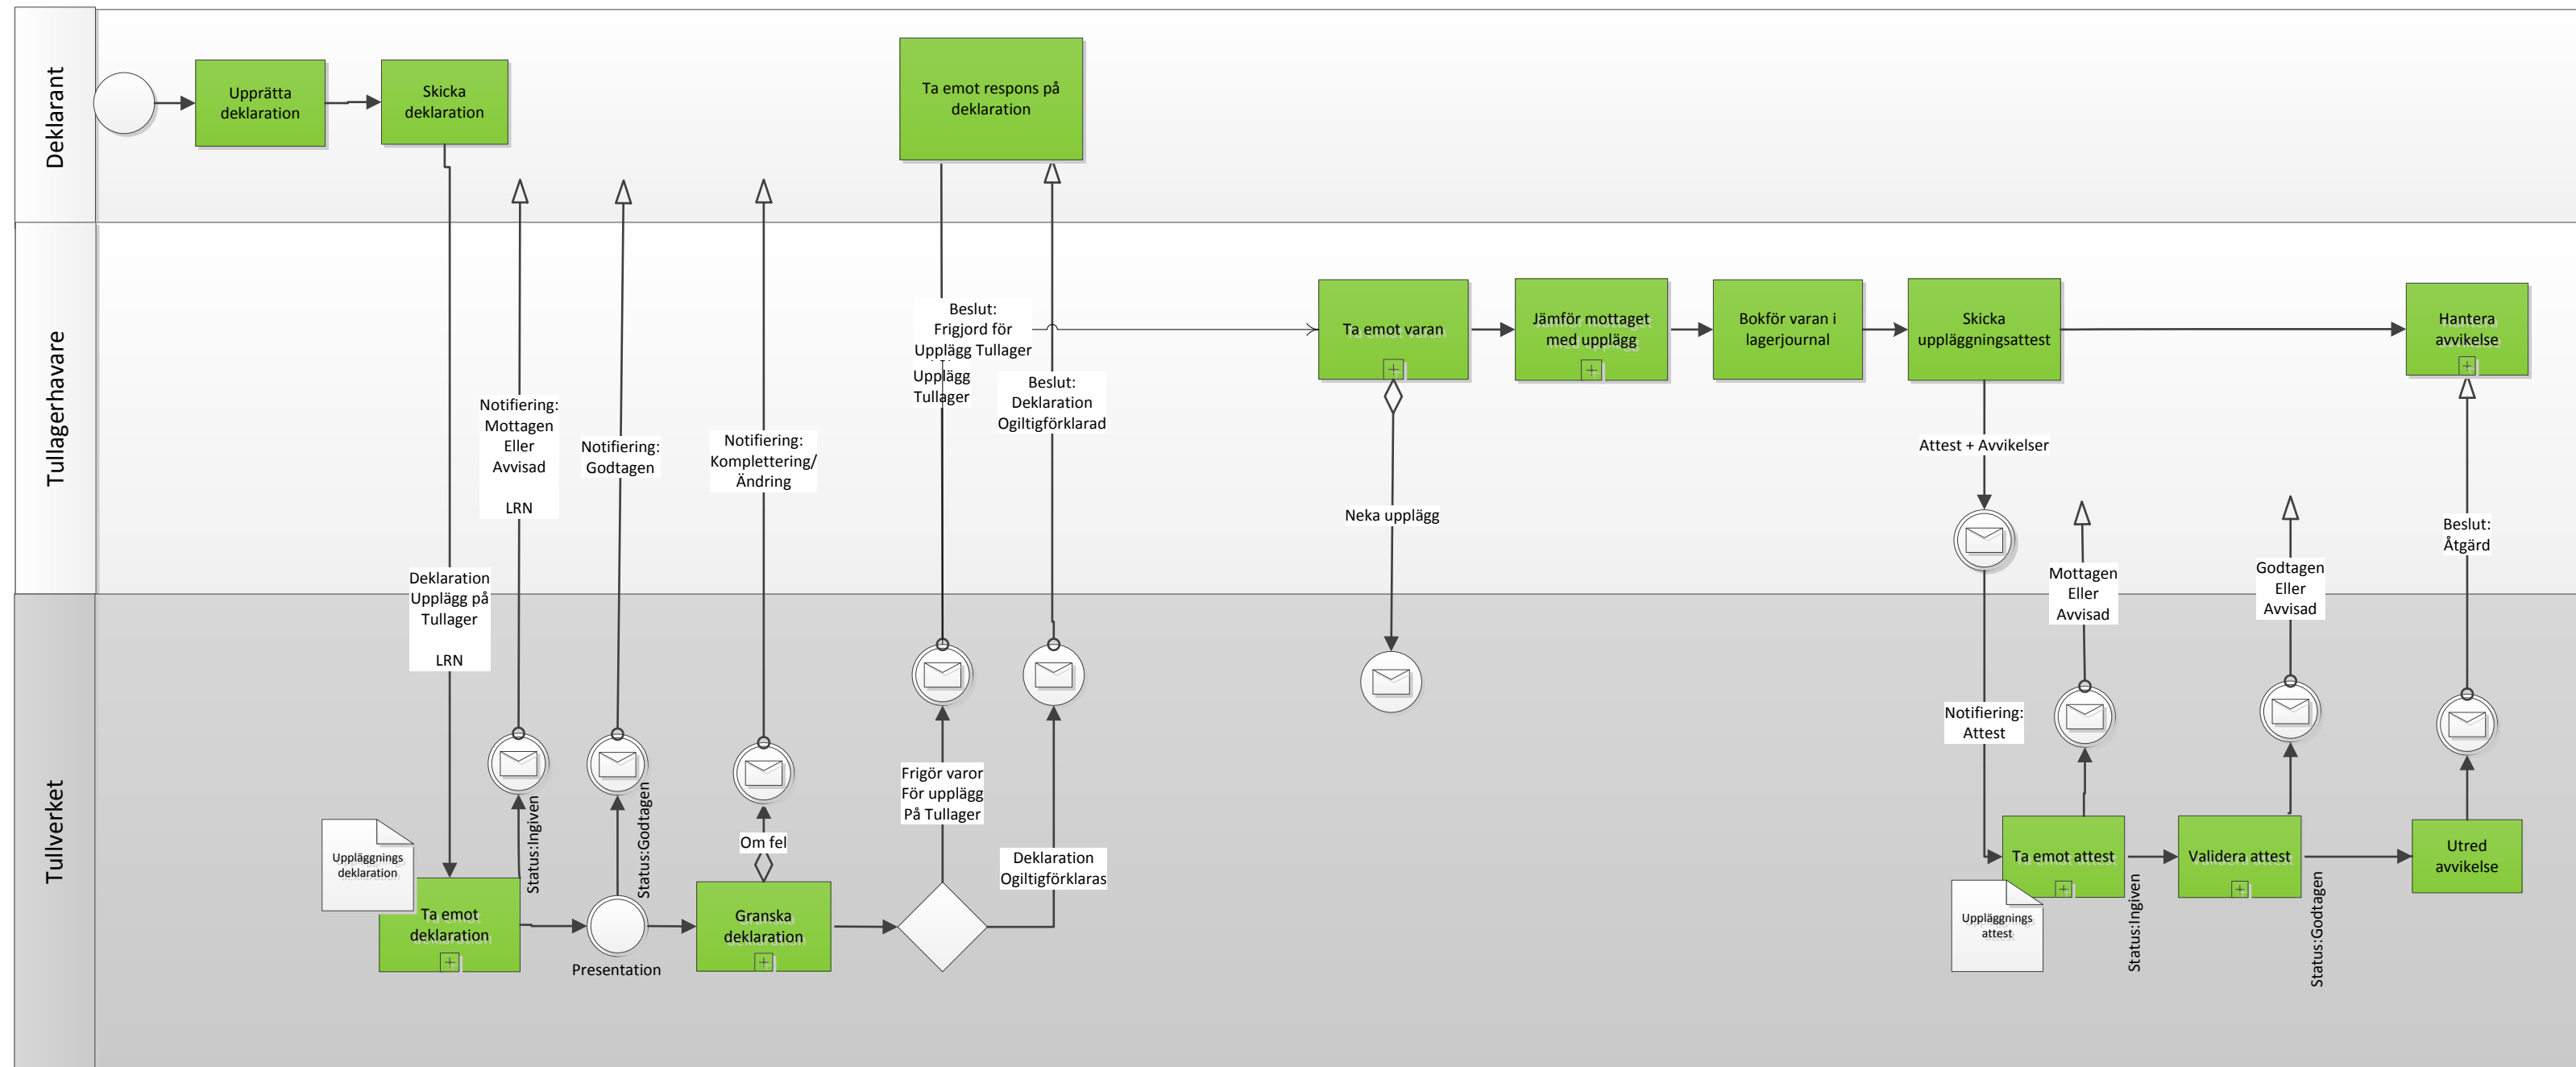 Deklarant
Upprätta
deklaration
Skicka
deklaration
Ta emot respons på
deklaration
Tullagerhavare
Beslut:
Frigjord för
Upplägg Tullager
Upplägg
Tullager
Beslut:
Deklaration
Ogiltigförklarad
Notifiering:
Mottagen
Eller
Avvisad
LRN
Notifiering:
Godtagen
Notifiering:
Komplettering/
Ändring
Deklaration
Upplägg på
Tullager
LRN
Ta emot varan
Jämför mottaget
med upplägg
Bokför varan i
lagerjournal
Skicka
uppläggningsattest
Hantera
avvikelse
Neka upplägg
Attest + Avvikelser
Mottagen
Eller
Avvisad
Godtagen
Eller
Avvisad
Beslut:
Åtgärd
Tullverket
Uppläggnings
deklaration
Ta emot
deklaration
Status:Ingiven
Presentation
Status:Godtagen
Om fel
Granska
deklaration
Frigör varor
För upplägg
På Tullager
Deklaration
Ogiltigförklaras
Notifiering:
Attest
Ta emot attest
Uppläggnings
attest
Status:Ingiven
Validera attest
Status:Godtagen
Utred
avvikelse